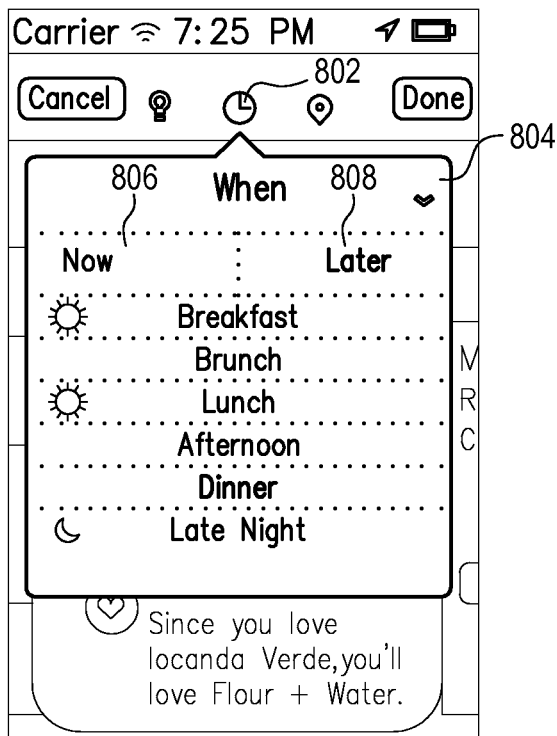 Carrier 7:25 PM
802
Cancel Done
804
806 When 808
Now Later
Breakfast
Brunch
M
Lunch
R
Afternoon
C
Dinner
Late Night
Since you love
locanda Verde,you'll
love Flour + Water.